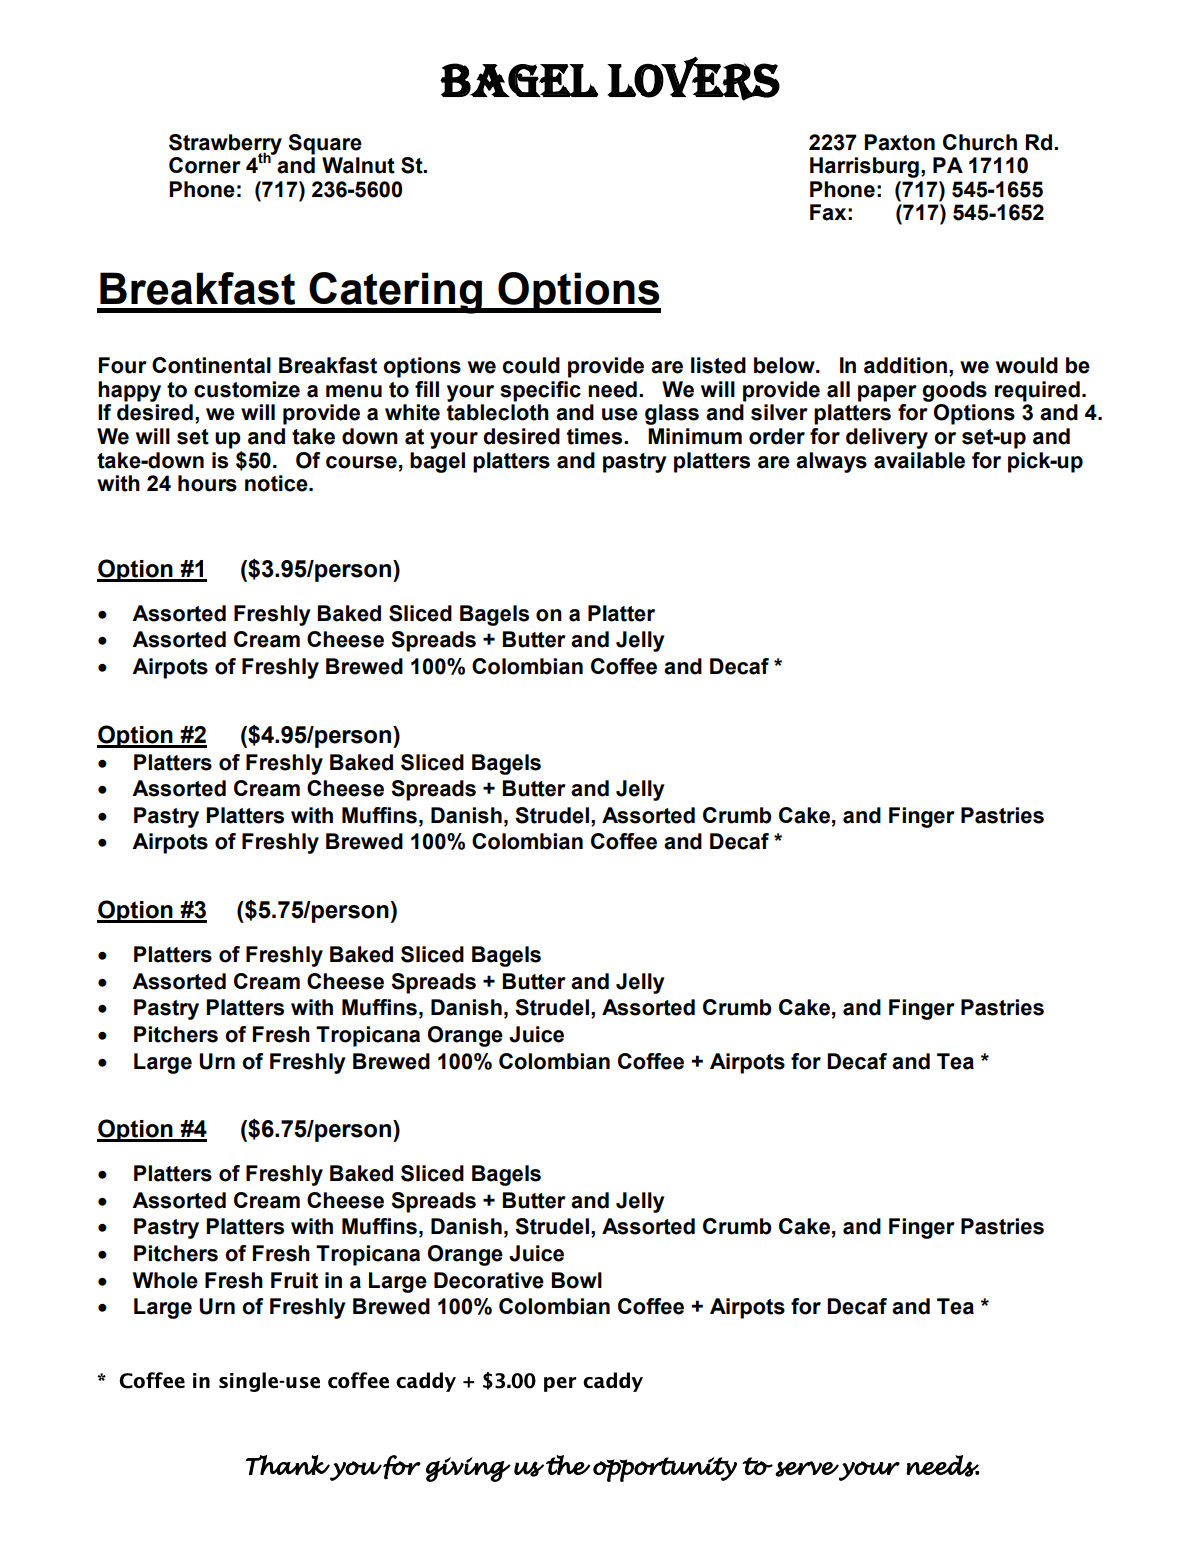 BAGEL LOVERS
Strawberry Square
Corner 4th and Walnut St.
Phone: (717) 236-5600
2237 Paxton Church Rd.
Harrisburg, PA 17110
Phone: (717) 545-1655
Fax: (717) 545-1652
Breakfast Catering Options
Four Continental Breakfast options we could provide are listed below. In addition, we would be
happy to customize a menu to fill your specific need. We will provide all paper goods required.
If desired, we will provide a white tablecloth and use glass and silver platters for Options 3 and 4.
We will set up and take down at your desired times. Minimum order for delivery or set-up and
take-down is $50. Of course, bagel platters and pastry platters are always available for pick-up
with 24 hours notice.
Option #1 ($3.95/person)
• Assorted Freshly Baked Sliced Bagels on a Platter
• Assorted Cream Cheese Spreads + Butter and Jelly
• Airpots of Freshly Brewed 100% Colombian Coffee and Decaf *
Option #2 ($4.95/person)
• Platters of Freshly Baked Sliced Bagels
• Assorted Cream Cheese Spreads + Butter and Jelly
• Pastry Platters with Muffins, Danish, Strudel, Assorted Crumb Cake, and Finger Pastries
• Airpots of Freshly Brewed 100% Colombian Coffee and Decaf *
Option #3 ($5.75/person)
• Platters of Freshly Baked Sliced Bagels
• Assorted Cream Cheese Spreads + Butter and Jelly
• Pastry Platters with Muffins, Danish, Strudel, Assorted Crumb Cake, and Finger Pastries
• Pitchers of Fresh Tropicana Orange Juice
• Large Urn of Freshly Brewed 100% Colombian Coffee + Airpots for Decaf and Tea *
Option #4 ($6.75/person)
• Platters of Freshly Baked Sliced Bagels
• Assorted Cream Cheese Spreads + Butter and Jelly
• Pastry Platters with Muffins, Danish, Strudel, Assorted Crumb Cake, and Finger Pastries
• Pitchers of Fresh Tropicana Orange Juice
• Whole Fresh Fruit in a Large Decorative Bowl
• Large Urn of Freshly Brewed 100% Colombian Coffee + Airpots for Decaf and Tea *
* Coffee in single-use coffee caddy + $3.00 per caddy
Thank you for giving us the opportunity to serve your needs.